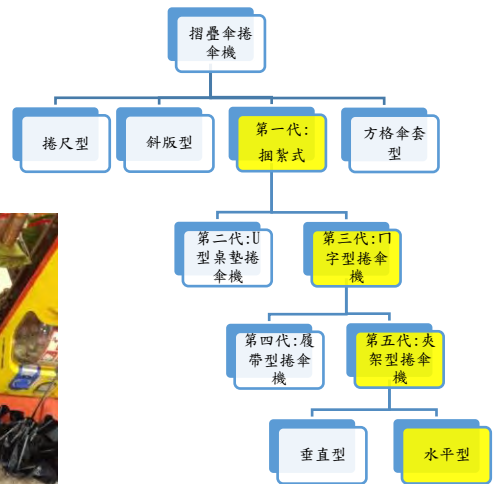 摺疊傘捲
傘機
捲尺型
斜版型
第一代:
捆紮式
方格傘套
型
第二代:U
型桌墊捲
傘機
第三代:冂
字型捲傘
機
第四代:履
帶型捲傘
機
第五代:夾
架型捲傘
機
垂直型
水平型